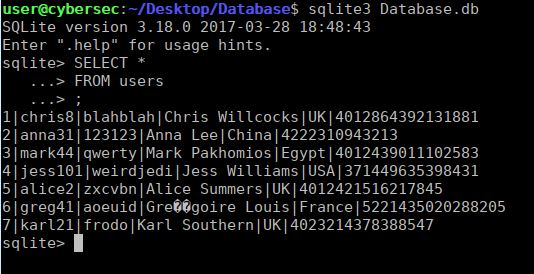 user@cybersec:~/Desktop/Database$ sqlite3 Database.db
SQLite version 3.18.0 2017-03-28 18:48:43
Enter ".help" for usage hints.
sqlite> SELECT *
   ...> FROM users
   ...> ;
1|chris8|blahblah|Chris Willcocks|UK|4012864392131881
2|anna31|123123|Anna Lee|China|4222310943213
3|mark44|qwerty|Mark Pakhomios|Egypt|4012439011102583
4|jess101|weirdjedi|Jess Williams|USA|371449635398431
5|alice2|zxcvbn|Alice Summers|UK|4012421516217845
6|greg41|aoeuid|Gre��goire Louis|France|5221435020288205
7|karl21|frodo|Karl Southern|UK|4023214378388547
sqlite>